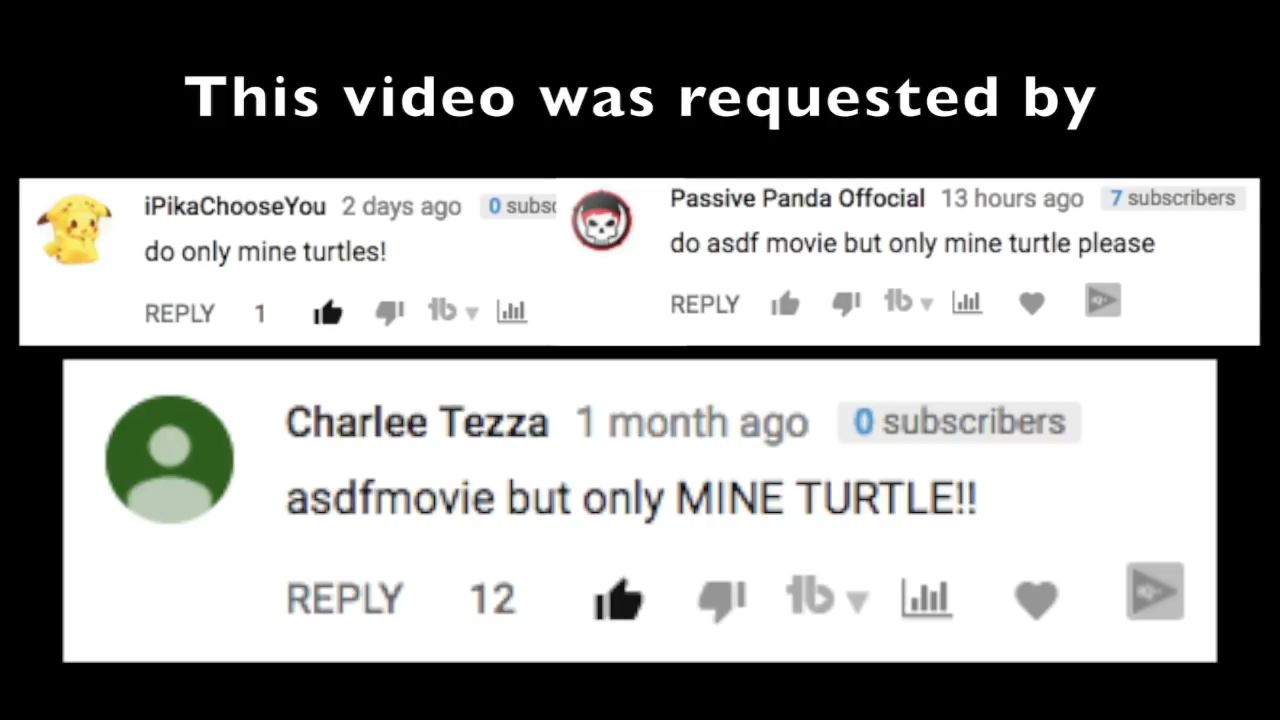 This video was requested by
iPikaChooseYou 2 days ago 0 subsc
do only mine turtles!
REPLY 1
Passive Panda Offocial 13 hours ago 7 subscribers
do asdf movie but only mine turtle please
REPLY
Charlee Tezza 1 month ago 0 subscribers
asdfmovie but only MINE TURTLE!!
REPLY 12